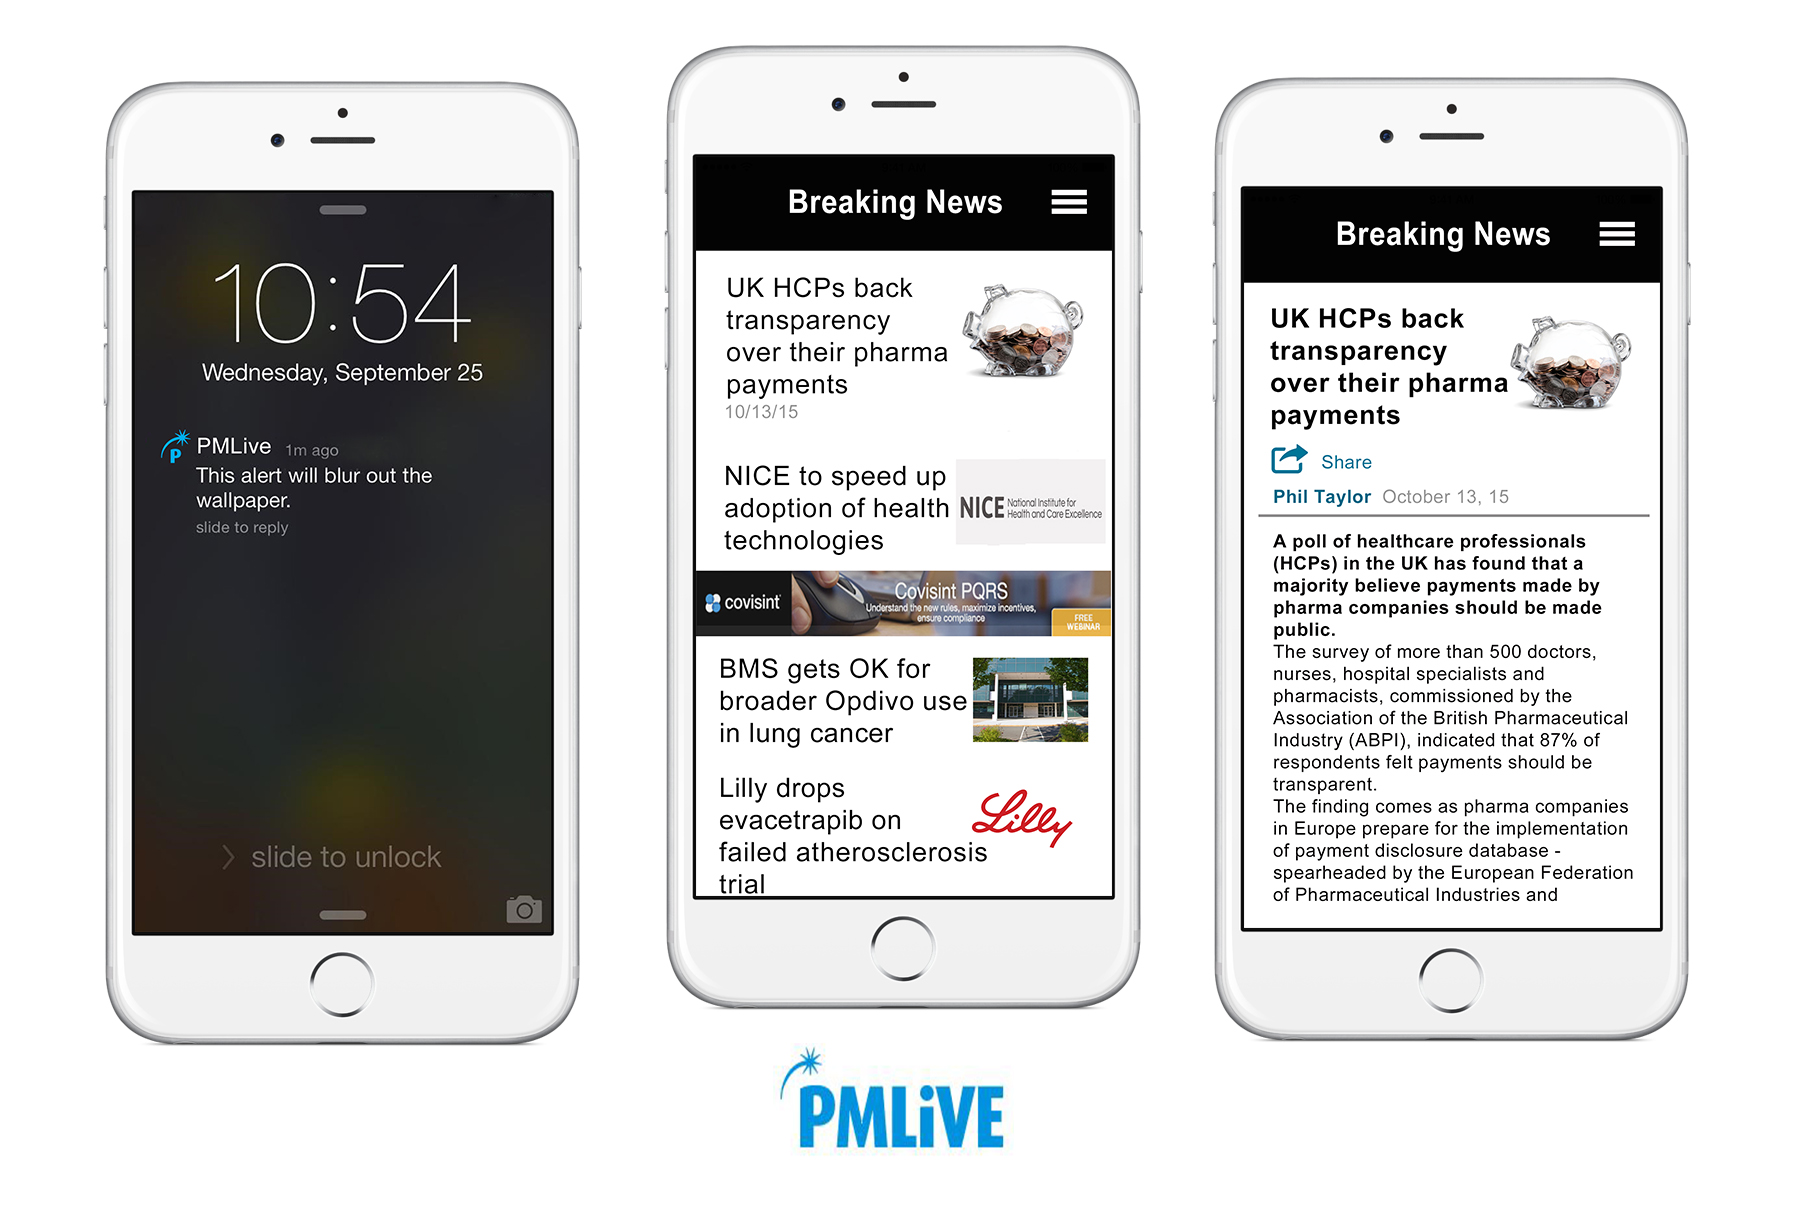 10:54
Wednesday, September 25
PMLive 1m ago
This alert will blur out the
wallpaper.
slide to reply
slide to unlock
Breaking News
UK HCPs back
transparency
over their pharma
payments
10/13/15
NICE to speed up
adoption of health
technologies
NICE National Institute for
Health and Care Excellence
covisint
Covisint PQRS
Understand the new rules, maximize incentives,
ensure compliance
FREE
WEBINAR
BMS gets OK for
broader Opdivo use
in lung cancer
Lilly drops
evacetrapib on
failed atherosclerosis
trial
Lilly
Breaking News
UK HCPs back
transparency
over their pharma
payments
Share
Phil Taylor October 13, 15
A poll of healthcare professionals
(HCPs) in the UK has found that a
majority believe payments made by
pharma companies should be made
public.
The survey of more than 500 doctors,
nurses, hospital specialists and
pharmacists, commissioned by the
Association of the British Pharmaceutical
Industry (ABPI), indicated that 87% of
respondents felt payments should be
transparent.
The finding comes as pharma companies
in Europe prepare for the implementation
of payment disclosure database -
spearheaded by the European Federation
of Pharmaceutical Industries and
PMLiVE